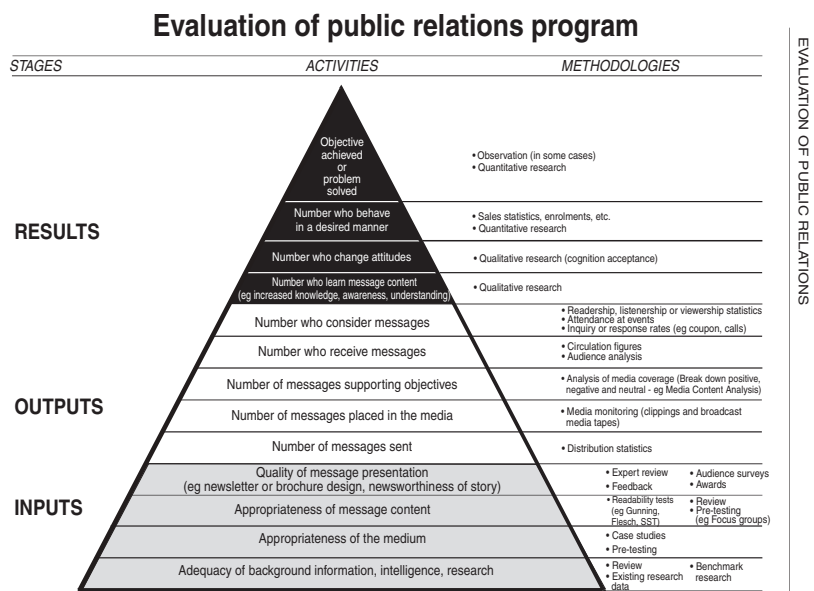 Evaluation of public relations program
STAGES
ACTIVITIES
METHODOLOGIES
Objective
achieved
or
problem
solved
• Observation (in some cases)
• Quantitative research
RESULTS
Number who behave
in a desired manner
• Sales statistics, enrolments, etc.
• Quantitative research
Number who change attitudes
• Qualitative research (cognition acceptance)
Number who learn message content
(eg increased knowledge, awareness, understanding)
• Qualitative research
Number who consider messages
• Readership, listenership or viewership statistics
• Attendance at events
• Inquiry or response rates (eg coupon, calls)
Number who receive messages
• Circulation figures
• Audience analysis
OUTPUTS
Number of messages supporting objectives
• Analysis of media coverage (Break down positive,
negative and neutral - eg Media Content Analysis)
Number of messages placed in the media
• Media monitoring (clippings and broadcast
media tapes)
Number of messages sent
• Distribution statistics
INPUTS
Quality of message presentation
(eg newsletter or brochure design, newsworthiness of story)
• Expert review
• Feedback
• Audience surveys
• Awards
Appropriateness of message content
• Readability tests
(eg Gunning,
Flesch, SST)
• Review
• Pre-testing
(eg Focus groups)
Appropriateness of the medium
• Case studies
• Pre-testing
Adequacy of background information, intelligence, research
• Review
• Existing research
data
• Benchmark
research
EVALUATION OF PUBLIC RELATIONS